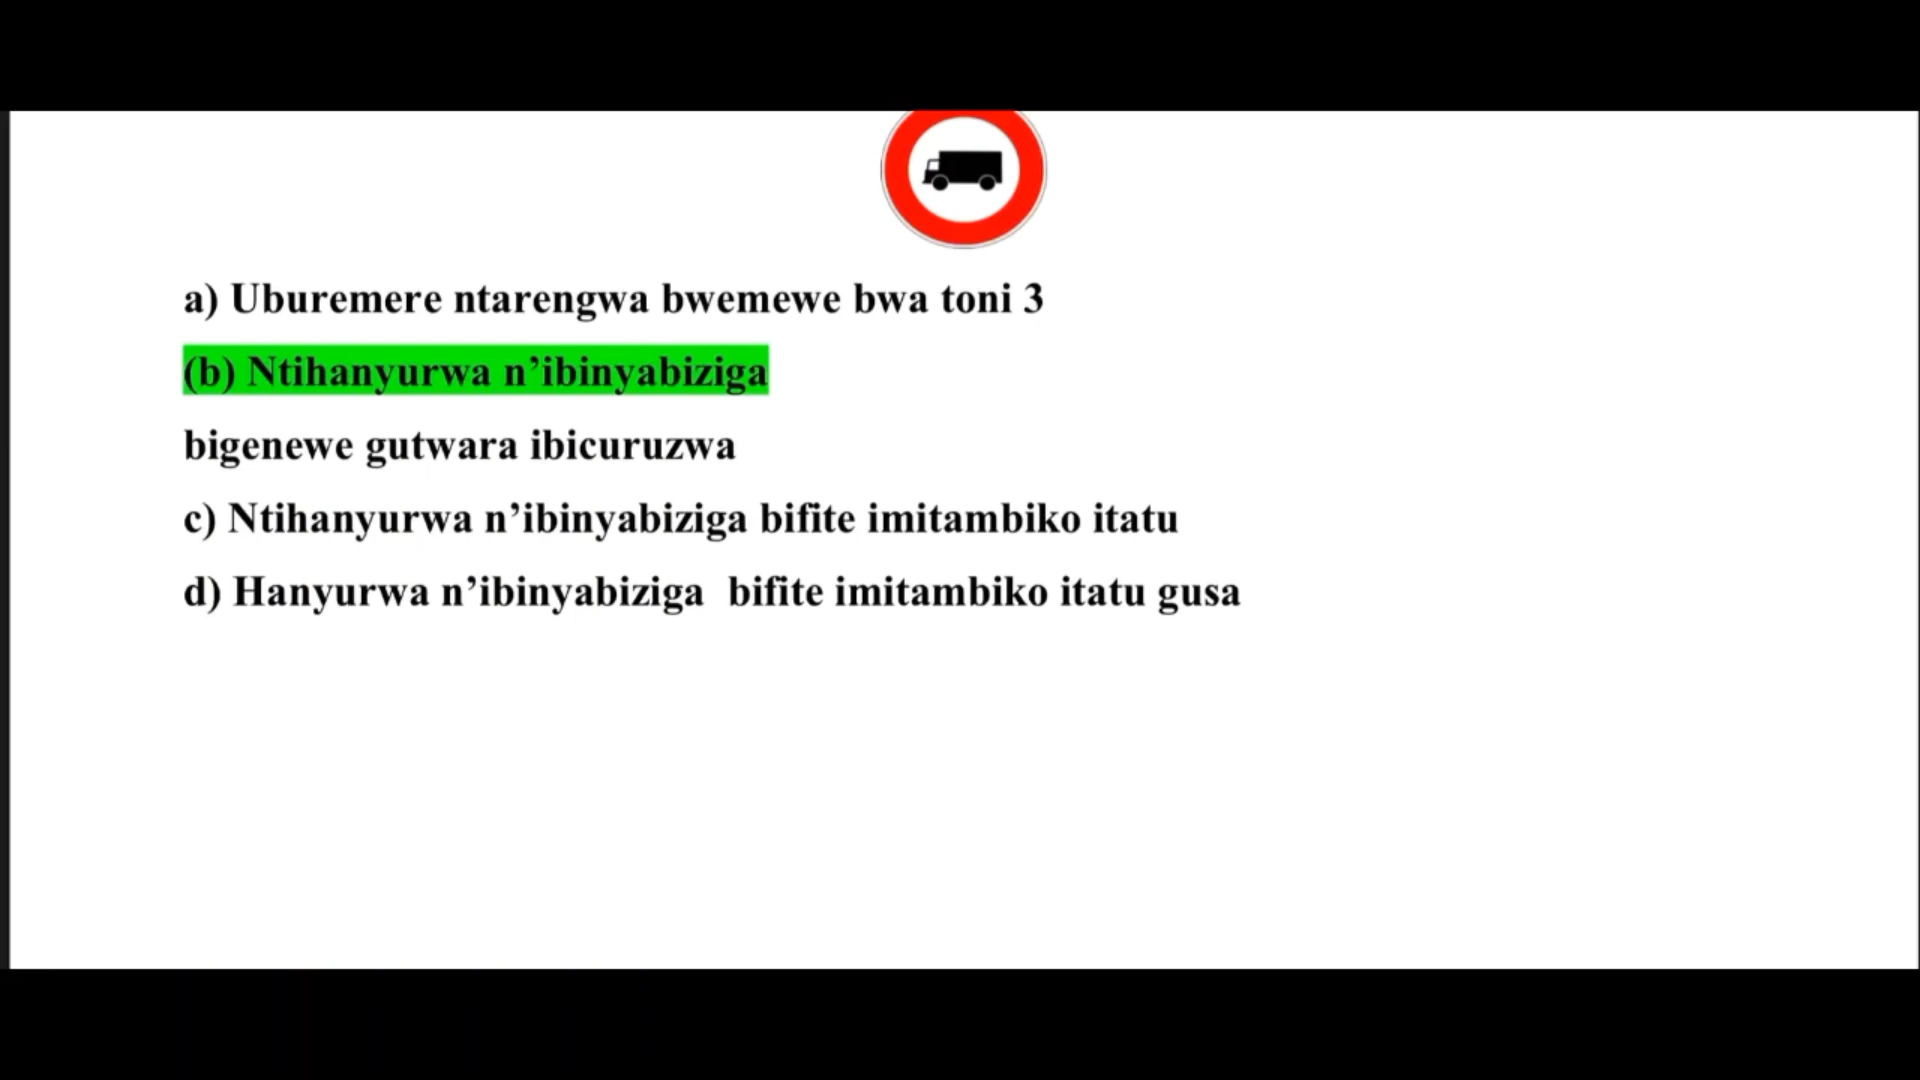 a) Uburemere ntarengwa bwemewe bwa toni 3
(b) Ntihanyurwa n’ibinyabiziga
bigenewe gutwara ibicuruzwa
c) Ntihanyurwa n’ibinyabiziga bifite imitambiko itatu
d) Hanyurwa n’ibinyabiziga  bifite imitambiko itatu gusa